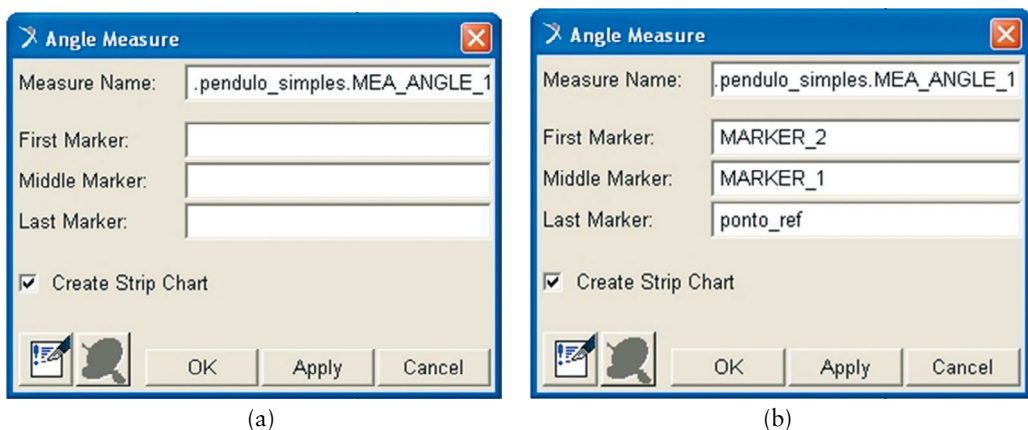 Angle Measure
Measure Name: .pendulo_simples.MEA_ANGLE_1
First Marker:
Middle Marker:
Last Marker:
Create Strip Chart
OK Apply Cancel
(a)
Angle Measure
Measure Name: .pendulo_simples.MEA_ANGLE_1
First Marker: MARKER_2
Middle Marker: MARKER_1
Last Marker: ponto_ref
Create Strip Chart
OK Apply Cancel
(b)